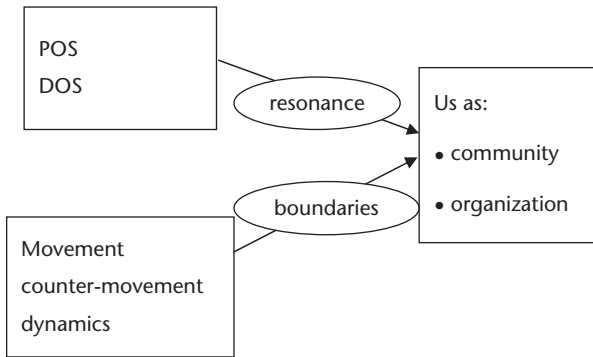 POS
DOS
resonance
Us as:
• community
• organization
boundaries
Movement
counter-movement
dynamics